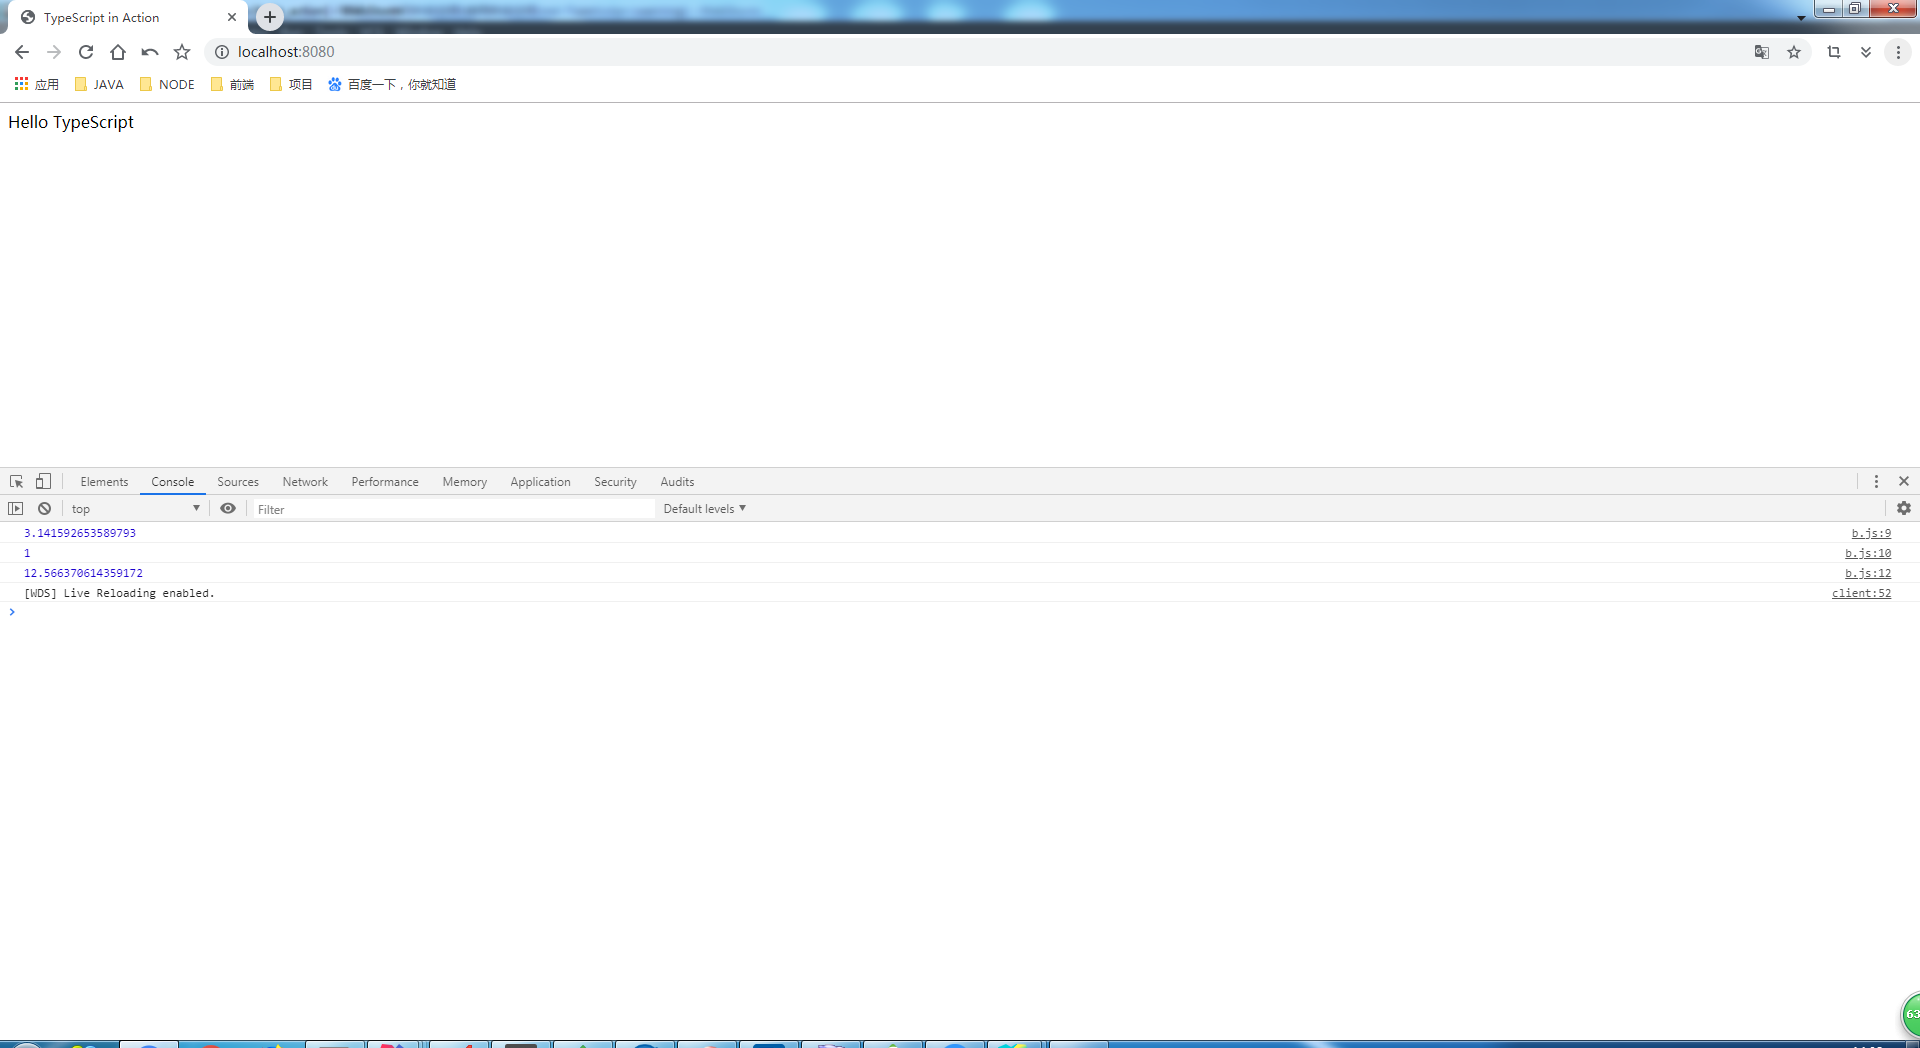 TypeScript in Action
localhost:8080
应用 JAVA NODE 前端 项目 百度一下，你就知道
Hello TypeScript
Elements Console Sources Network Performance Memory Application Security Audits
top Filter Default levels
3.141592653589793 b.js:9
1 b.js:10
12.566370614359172 b.js:12
[WDS] Live Reloading enabled. client:52
63